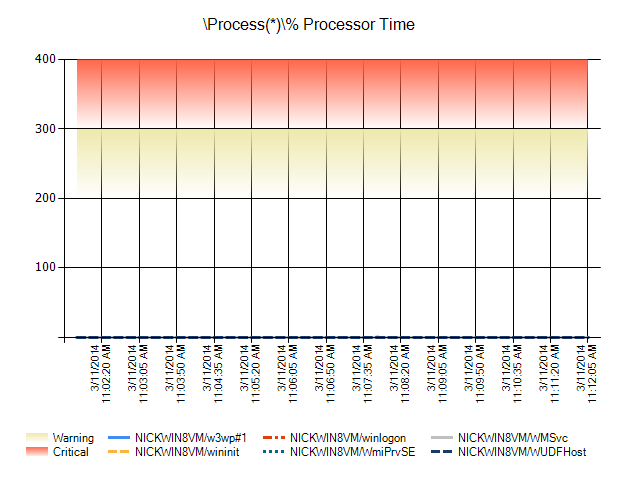 \Process(*)\% Processor Time
400
300
200
100
3/11/2014 11:02:20 AM
3/11/2014 11:03:05 AM
3/11/2014 11:03:50 AM
3/11/2014 11:04:35 AM
3/11/2014 11:05:20 AM
3/11/2014 11:06:05 AM
3/11/2014 11:06:50 AM
3/11/2014 11:07:35 AM
3/11/2014 11:08:20 AM
3/11/2014 11:09:05 AM
3/11/2014 11:09:50 AM
3/11/2014 11:10:35 AM
3/11/2014 11:11:20 AM
3/11/2014 11:12:05 AM
Warning NICKWIN8VM/w3wp#1 NICKWIN8VM/winlogon NICKWIN8VM/WMSvc
Critical NICKWIN8VM/wininit NICKWIN8VM/WmiPrvSE NICKWIN8VM/WUDFHost